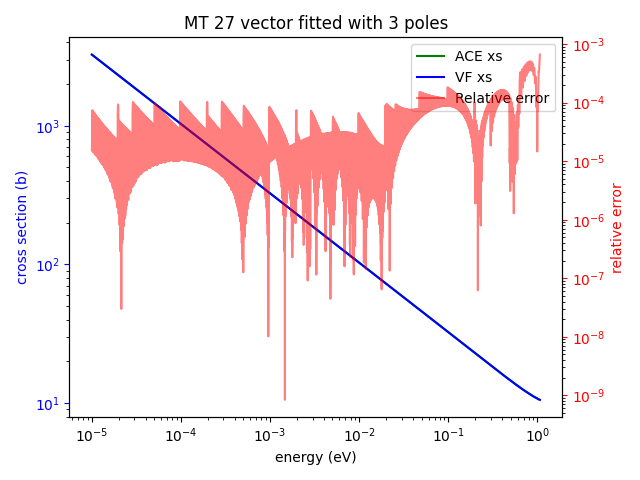 MT 27 vector fitted with 3 poles
ACE xs
VF xs
Relative error
cross section (b)
10³
10²
10¹
10⁻³
10⁻⁴
10⁻⁵
10⁻⁶
10⁻⁷
10⁻⁸
10⁻⁹
relative error
10⁻⁵ 10⁻⁴ 10⁻³ 10⁻² 10⁻¹ 10⁰
energy (eV)